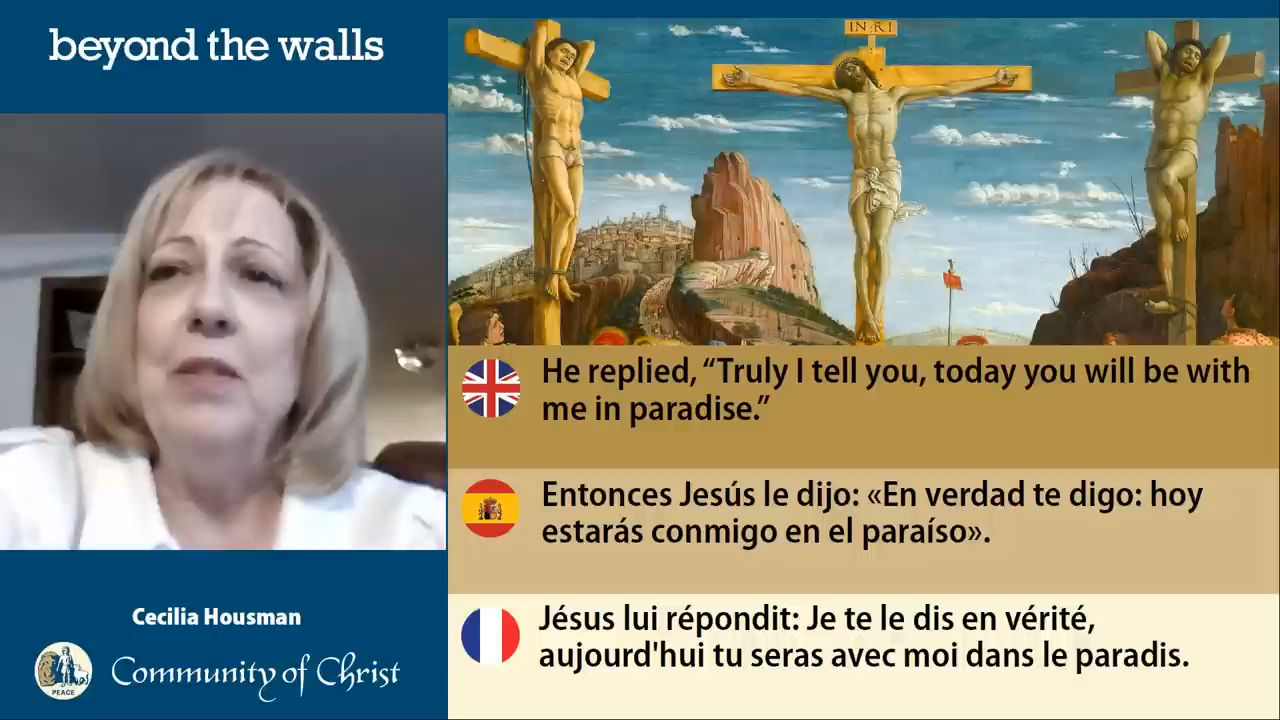 beyond the walls
INRI
He replied, “Truly I tell you, today you will be with
me in paradise.”
Entonces Jesús le dijo: «En verdad te digo: hoy
estarás conmigo en el paraíso».
Jésus lui répondit: Je te le dis en vérité,
aujourd'hui tu seras avec moi dans le paradis.
Cecilia Housman
PEACE
Community of Christ